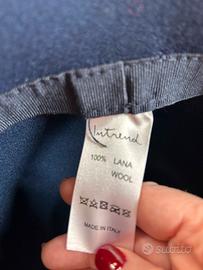 Intrend
100% LANA
WOOL
MADE IN ITALY
subito